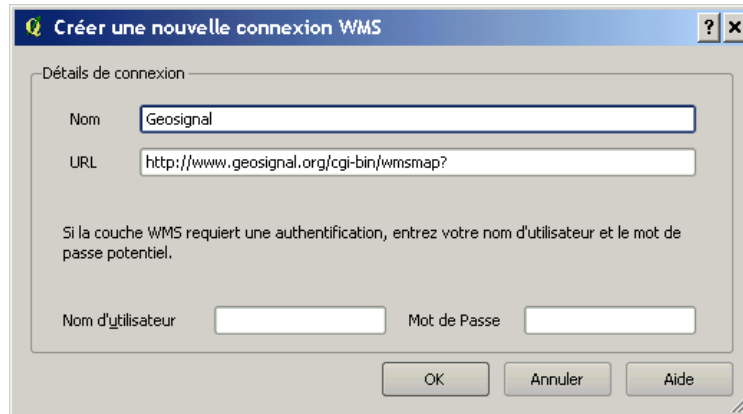 Créer une nouvelle connexion WMS
Détails de connexion
Nom Geosignal
URL http://www.geosignal.org/cgi-bin/wmsmap?
Si la couche WMS requiert une authentification, entrez votre nom d'utilisateur et le mot de
passe potentiel.
Nom d'utilisateur Mot de Passe
OK Annuler Aide